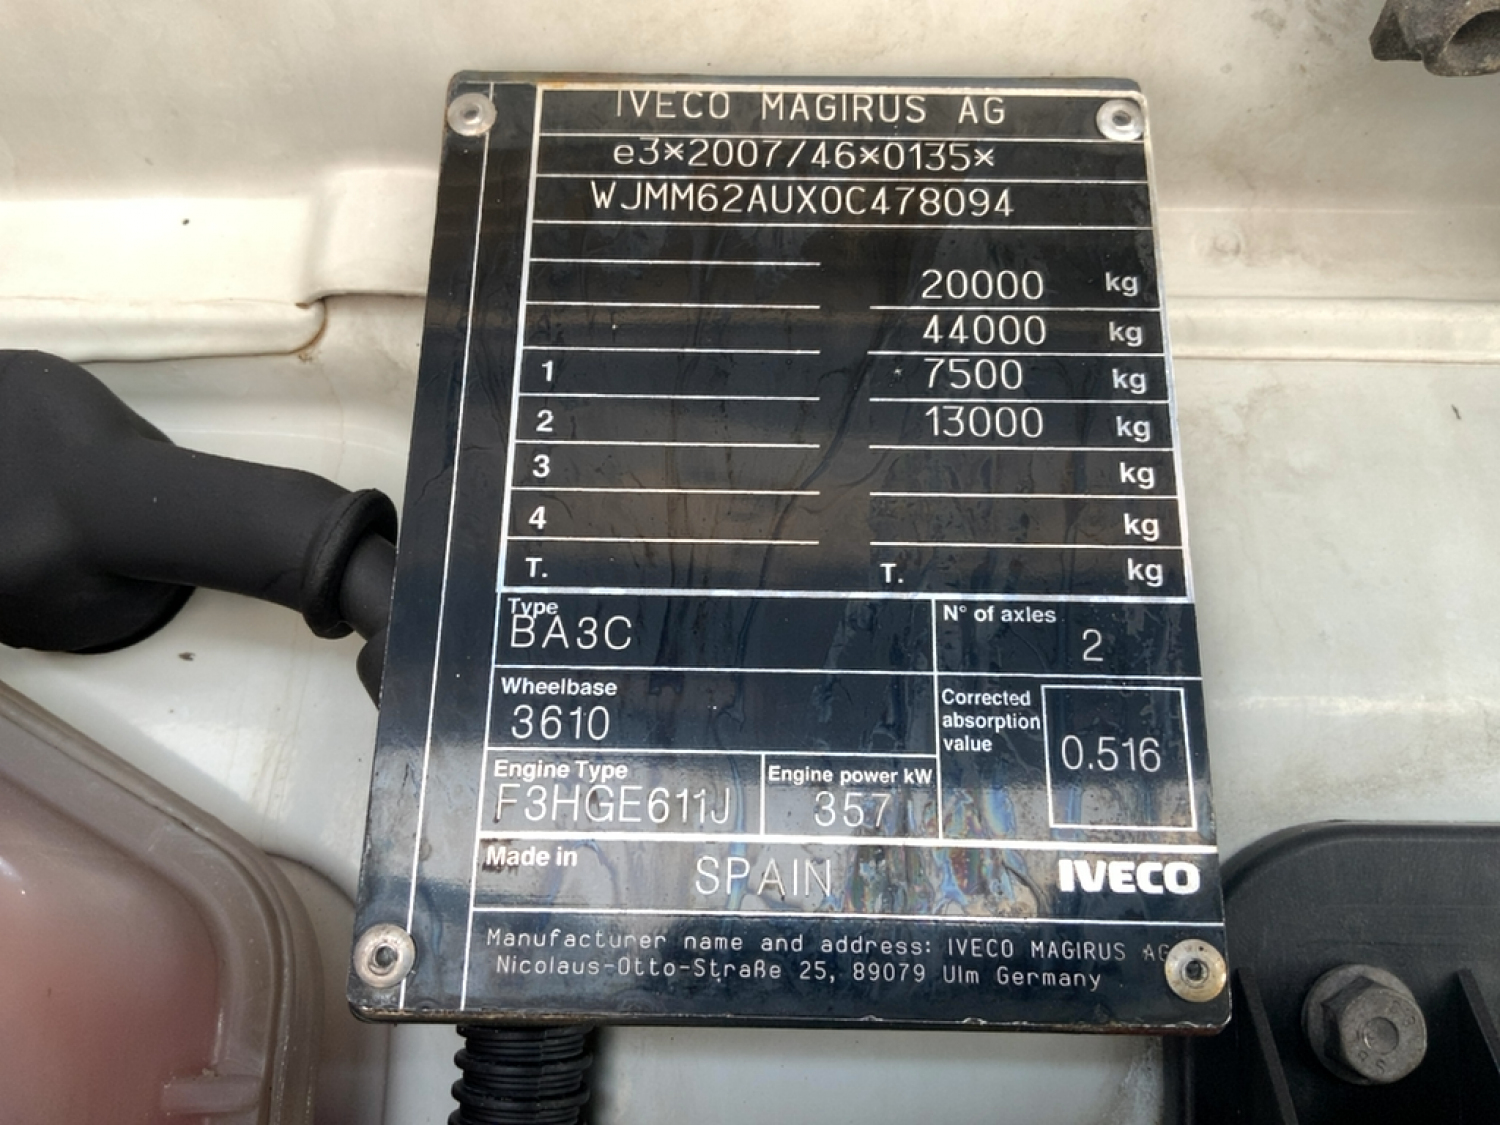 IVECO MAGIRUS AG
e3*2007/46*0135*
WJMM62AUX0C478094
20000 kg
44000 kg
1 7500 kg
2 13000 kg
3 kg
4 kg
T. T. kg
Type
BA3C
N° of axles
2
Wheelbase
3610
Corrected
absorption
value
0.516
Engine Type
F3HGE611J
Engine power kW
357
Made in SPAIN IVECO
Manufacturer name and address: IVECO MAGIRUS AG
Nicolaus-Otto-Straße 25, 89079 Ulm Germany